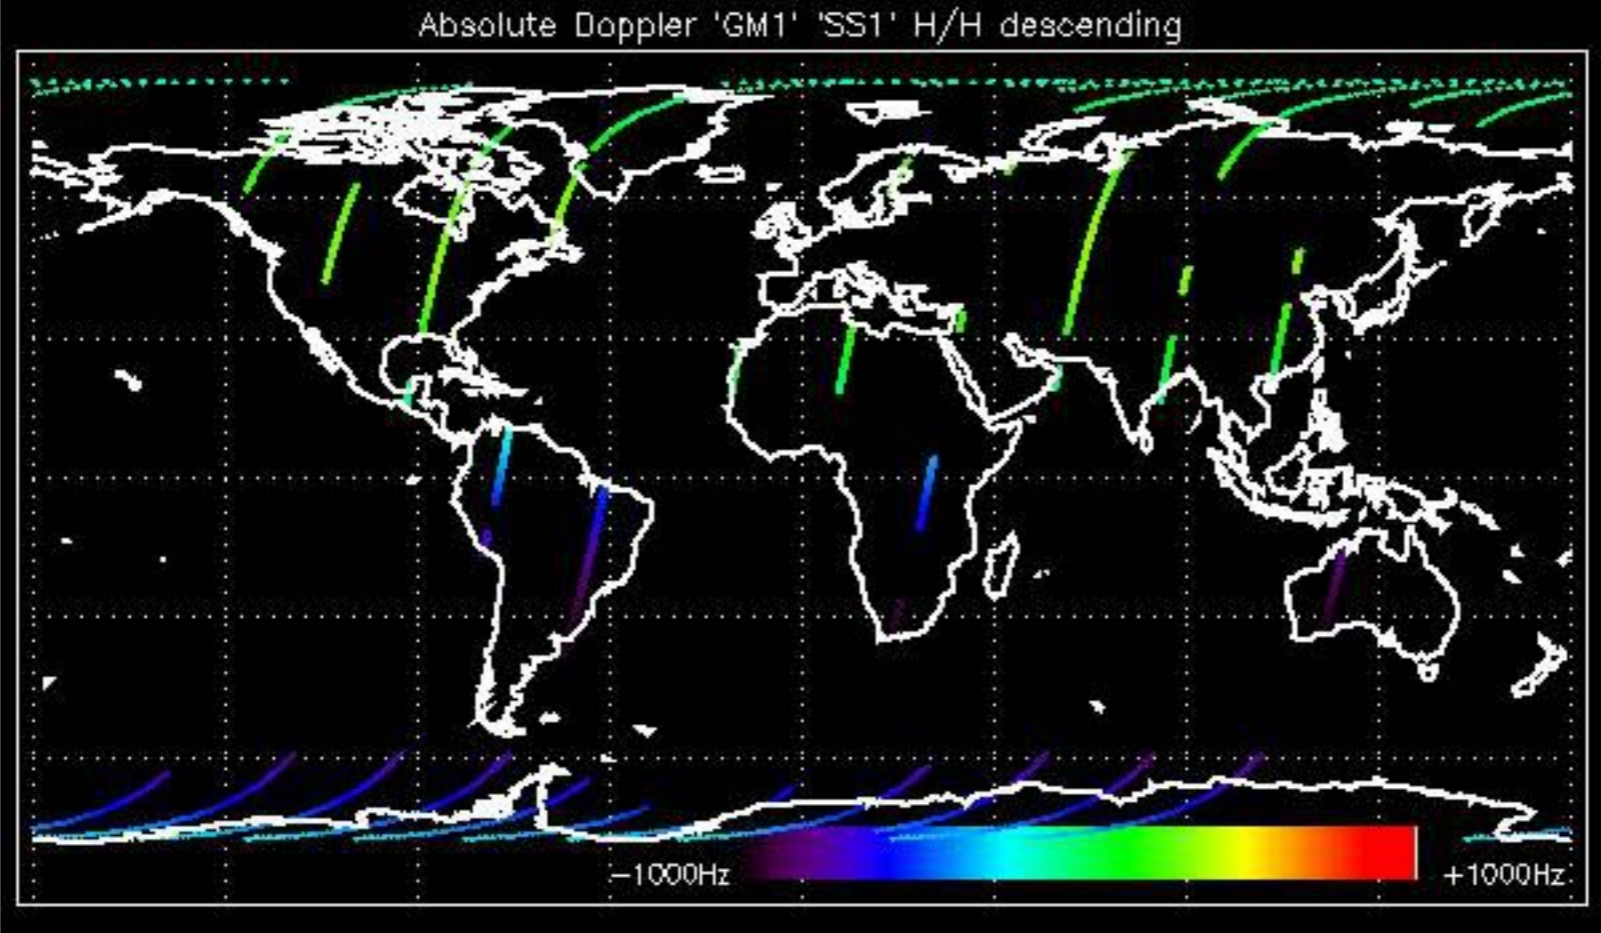 Absolute Doppler 'GM1' 'SS1' H/H descending
−1000Hz +1000Hz